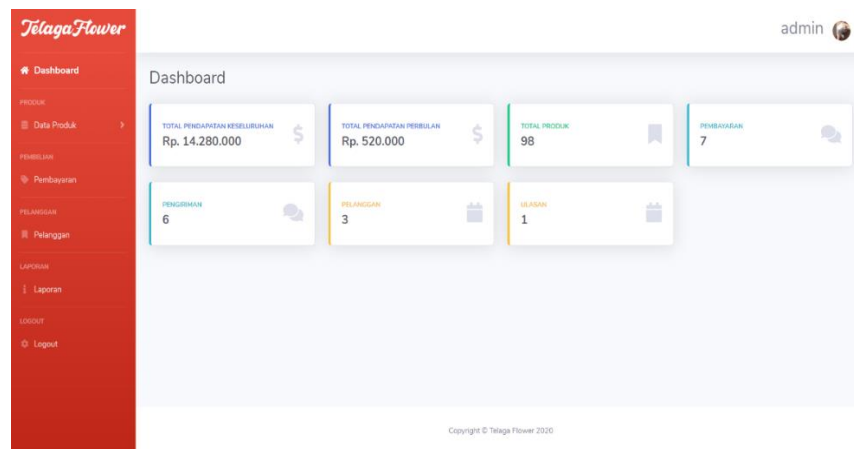 TelagaFlower
admin
Dashboard
PRODUK
Data Produk
PEMBELIAN
Pembayaran
PELANGGAN
Pelanggan
LAPORAN
Laporan
LOGOUT
Logout
Dashboard
TOTAL PENDAPATAN KESELURUHAN
Rp. 14.280.000
TOTAL PENDAPATAN PERBULAN
Rp. 520.000
TOTAL PRODUK
98
PEMBAYARAN
7
PENGIRIMAN
6
PELANGGAN
3
ULASAN
1
Copyright © Telaga Flower 2020